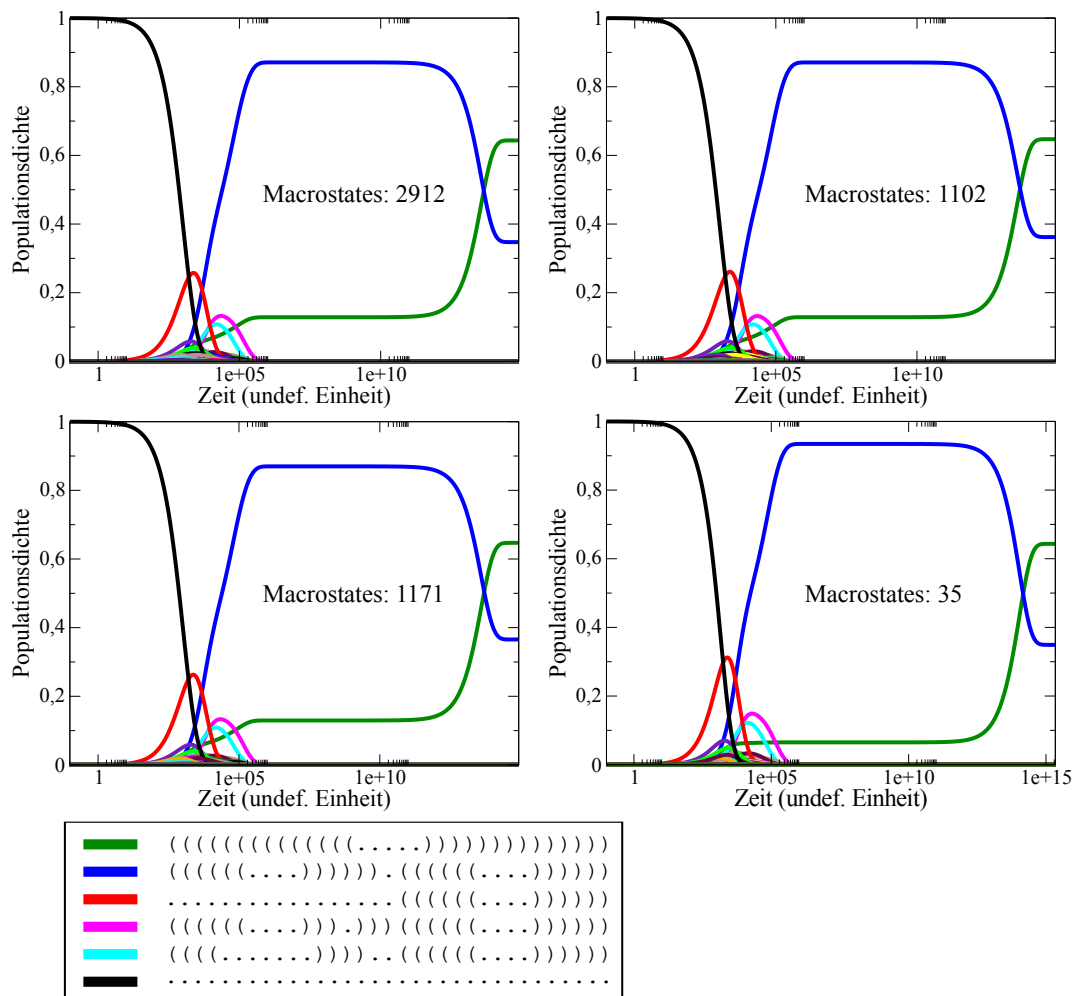 1
0,8
0,6
0,4
0,2
0
Populationsdichte
Macrostates: 2912
1 1e+05 1e+10
Zeit (undef. Einheit)
1
0,8
0,6
0,4
0,2
0
Populationsdichte
Macrostates: 1102
1 1e+05 1e+10
Zeit (undef. Einheit)
1
0,8
0,6
0,4
0,2
0
Populationsdichte
Macrostates: 1171
1 1e+05 1e+10
Zeit (undef. Einheit)
1
0,8
0,6
0,4
0,2
0
Populationsdichte
Macrostates: 35
1 1e+05 1e+10 1e+15
Zeit (undef. Einheit)
((((((((((((((.....))))))))))))))
((((((....)))))).((((((....))))))
.................((((((....))))))
((((((....))).)))((((((....))))))
((((.......))))..((((((....))))))
.................................